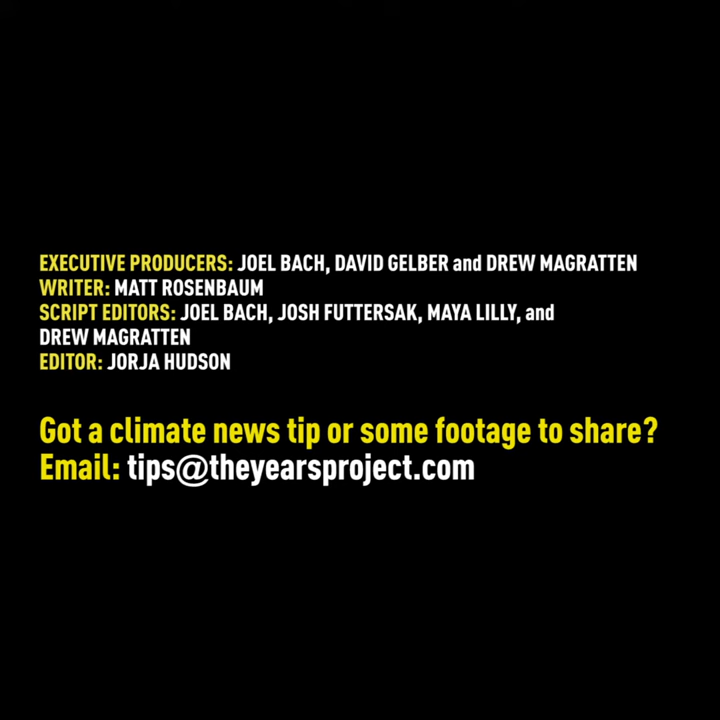 EXECUTIVE PRODUCERS: JOEL BACH, DAVID GELBER and DREW MAGRATTEN
WRITER: MATT ROSENBAUM
SCRIPT EDITORS: JOEL BACH, JOSH FUTTERSAK, MAYA LILLY, and
DREW MAGRATTEN
EDITOR: JORJA HUDSON
Got a climate news tip or some footage to share?
Email: tips@theyearsproject.com